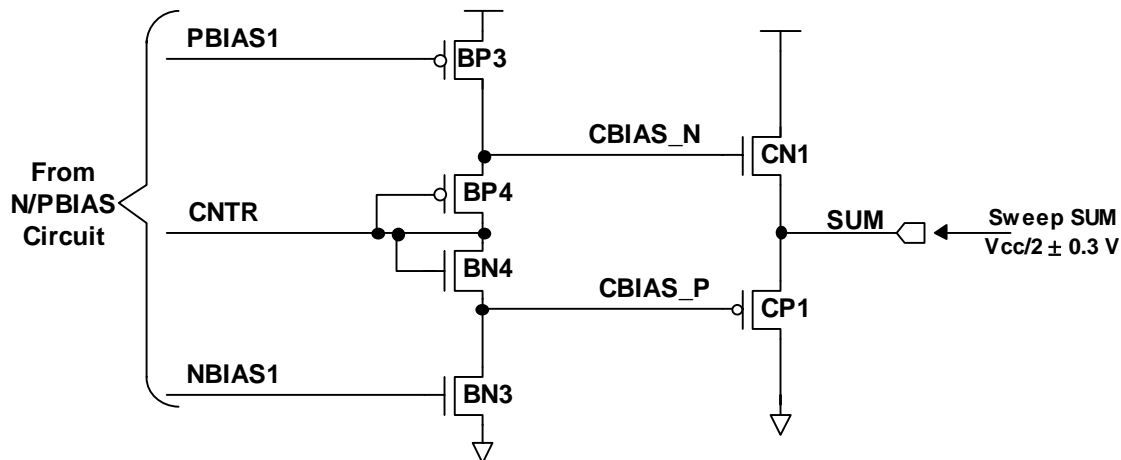 PBIAS1
BP3
CBIAS_N
CN1
From
N/PBIAS
Circuit
BP4
CNTR
SUM
Sweep SUM
Vcc/2 ± 0.3 V
BN4
CBIAS_P
CP1
NBIAS1
BN3